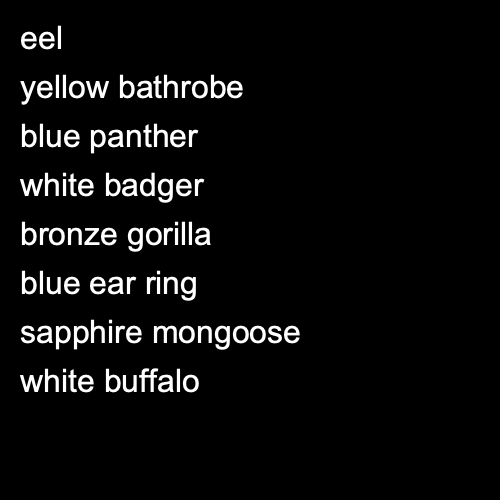 eel
yellow bathrobe
blue panther
white badger
bronze gorilla
blue ear ring
sapphire mongoose
white buffalo